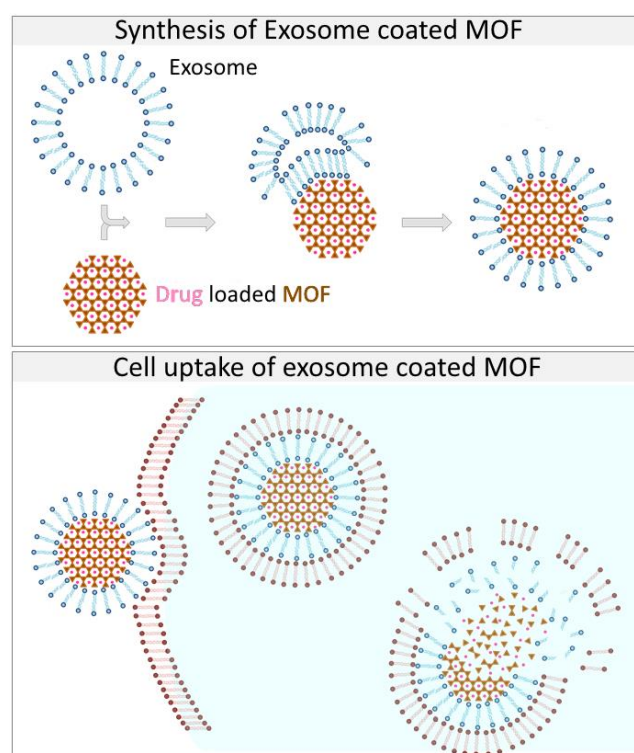 Synthesis of Exosome coated MOF
Exosome
Drug loaded MOF
Cell uptake of exosome coated MOF